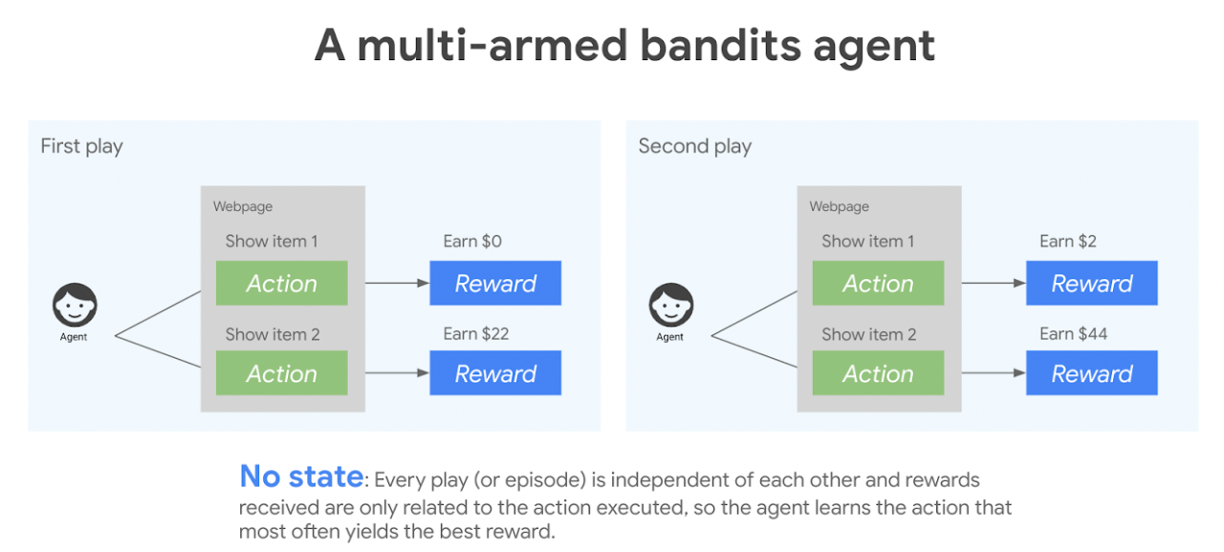 A multi-armed bandits agent
First play
Webpage
Show item 1
Earn $0
Action
Reward
Agent
Show item 2
Earn $22
Action
Reward
Second play
Webpage
Show item 1
Earn $2
Action
Reward
Agent
Show item 2
Earn $44
Action
Reward
No state: Every play (or episode) is independent of each other and rewards
received are only related to the action executed, so the agent learns the action that
most often yields the best reward.